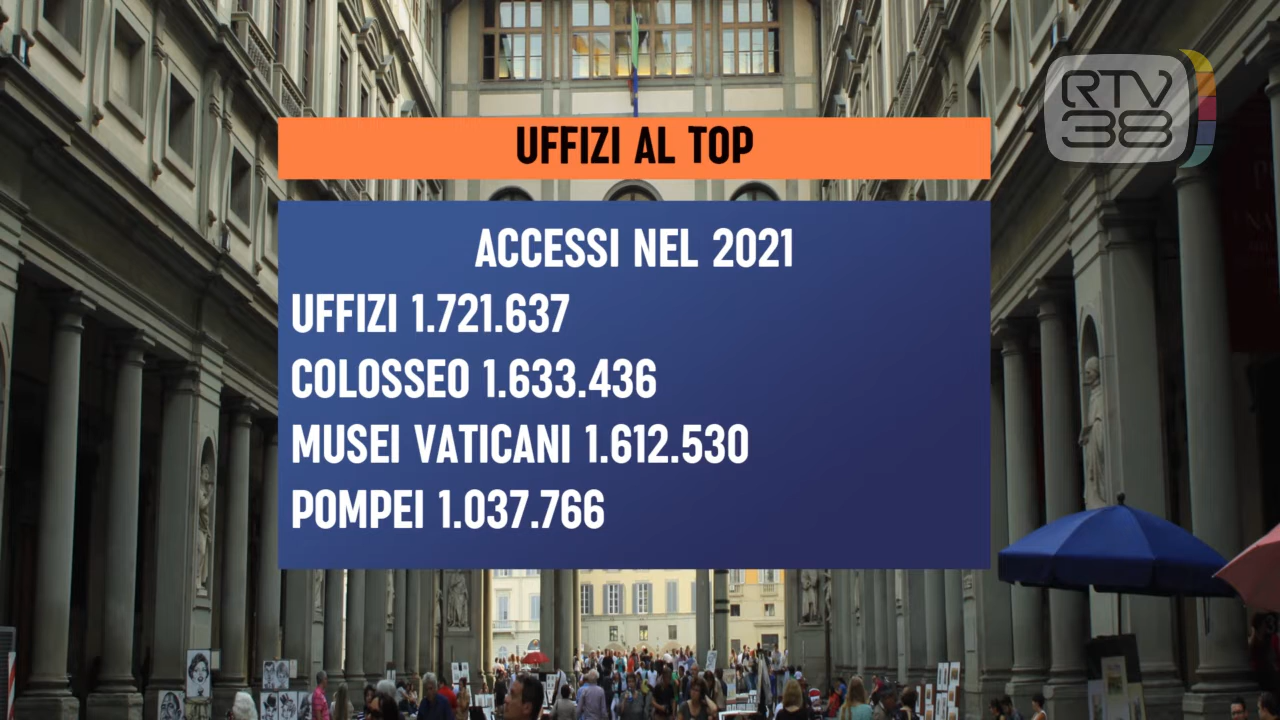 RTV
38
UFFIZI AL TOP
ACCESSI NEL 2021
UFFIZI 1.721.637
COLOSSEO 1.633.436
MUSEI VATICANI 1.612.530
POMPEI 1.037.766